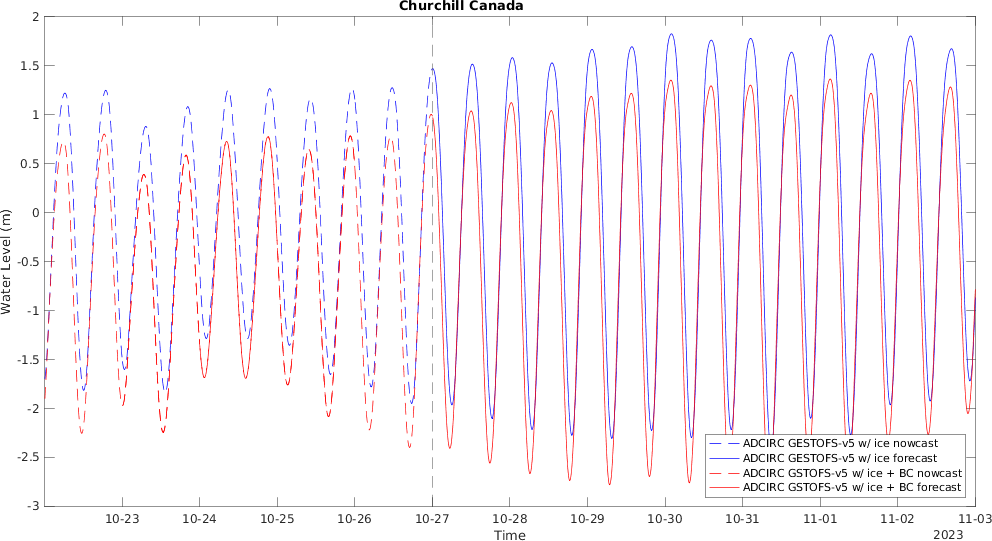 Churchill Canada
2
1.5
1
0.5
0
-0.5
-1
-1.5
-2
-2.5
-3
Water Level (m)
ADCIRC GESTOFS-v5 w/ ice nowcast
ADCIRC GESTOFS-v5 w/ ice forecast
ADCIRC GSTOFS-v5 w/ ice + BC nowcast
ADCIRC GSTOFS-v5 w/ ice + BC forecast
10-23 10-24 10-25 10-26 10-27 10-28 10-29 10-30 10-31 11-01 11-02 11-03
Time
2023